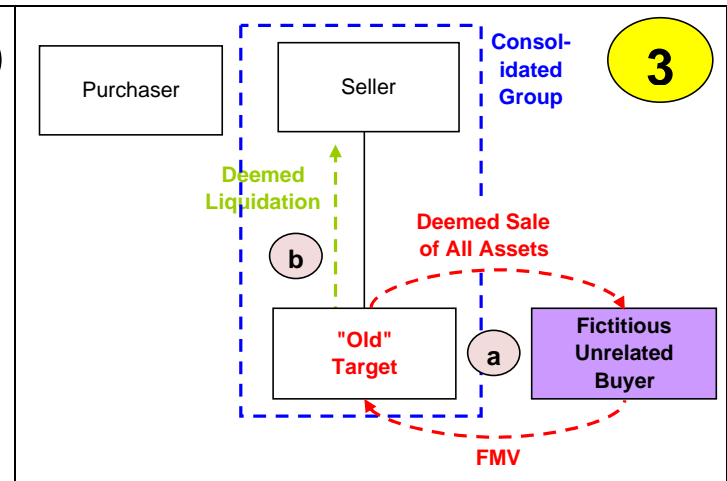 Purchaser
Seller
Consol-
idated
Group
3
Deemed
Liquidation
Deemed Sale
of All Assets
b
"Old"
Target
a
Fictitious
Unrelated
Buyer
FMV